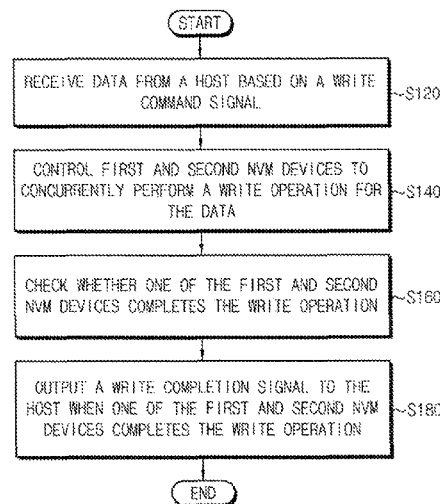 START
RECEIVE DATA FROM A HOST BASED ON A WRITE
COMMAND SIGNAL
S120
CONTROL FIRST AND SECOND NVM DEVICES TO
CONCURRENTLY PERFORM A WRITE OPERATION FOR
THE DATA
S140
CHECK WHETHER ONE OF THE FIRST AND SECOND
NVM DEVICES COMPLETES THE WRITE OPERATION
S160
OUTPUT A WRITE COMPLETION SIGNAL TO THE
HOST WHEN ONE OF THE FIRST AND SECOND NVM
DEVICES COMPLETES THE WRITE OPERATION
S180
END